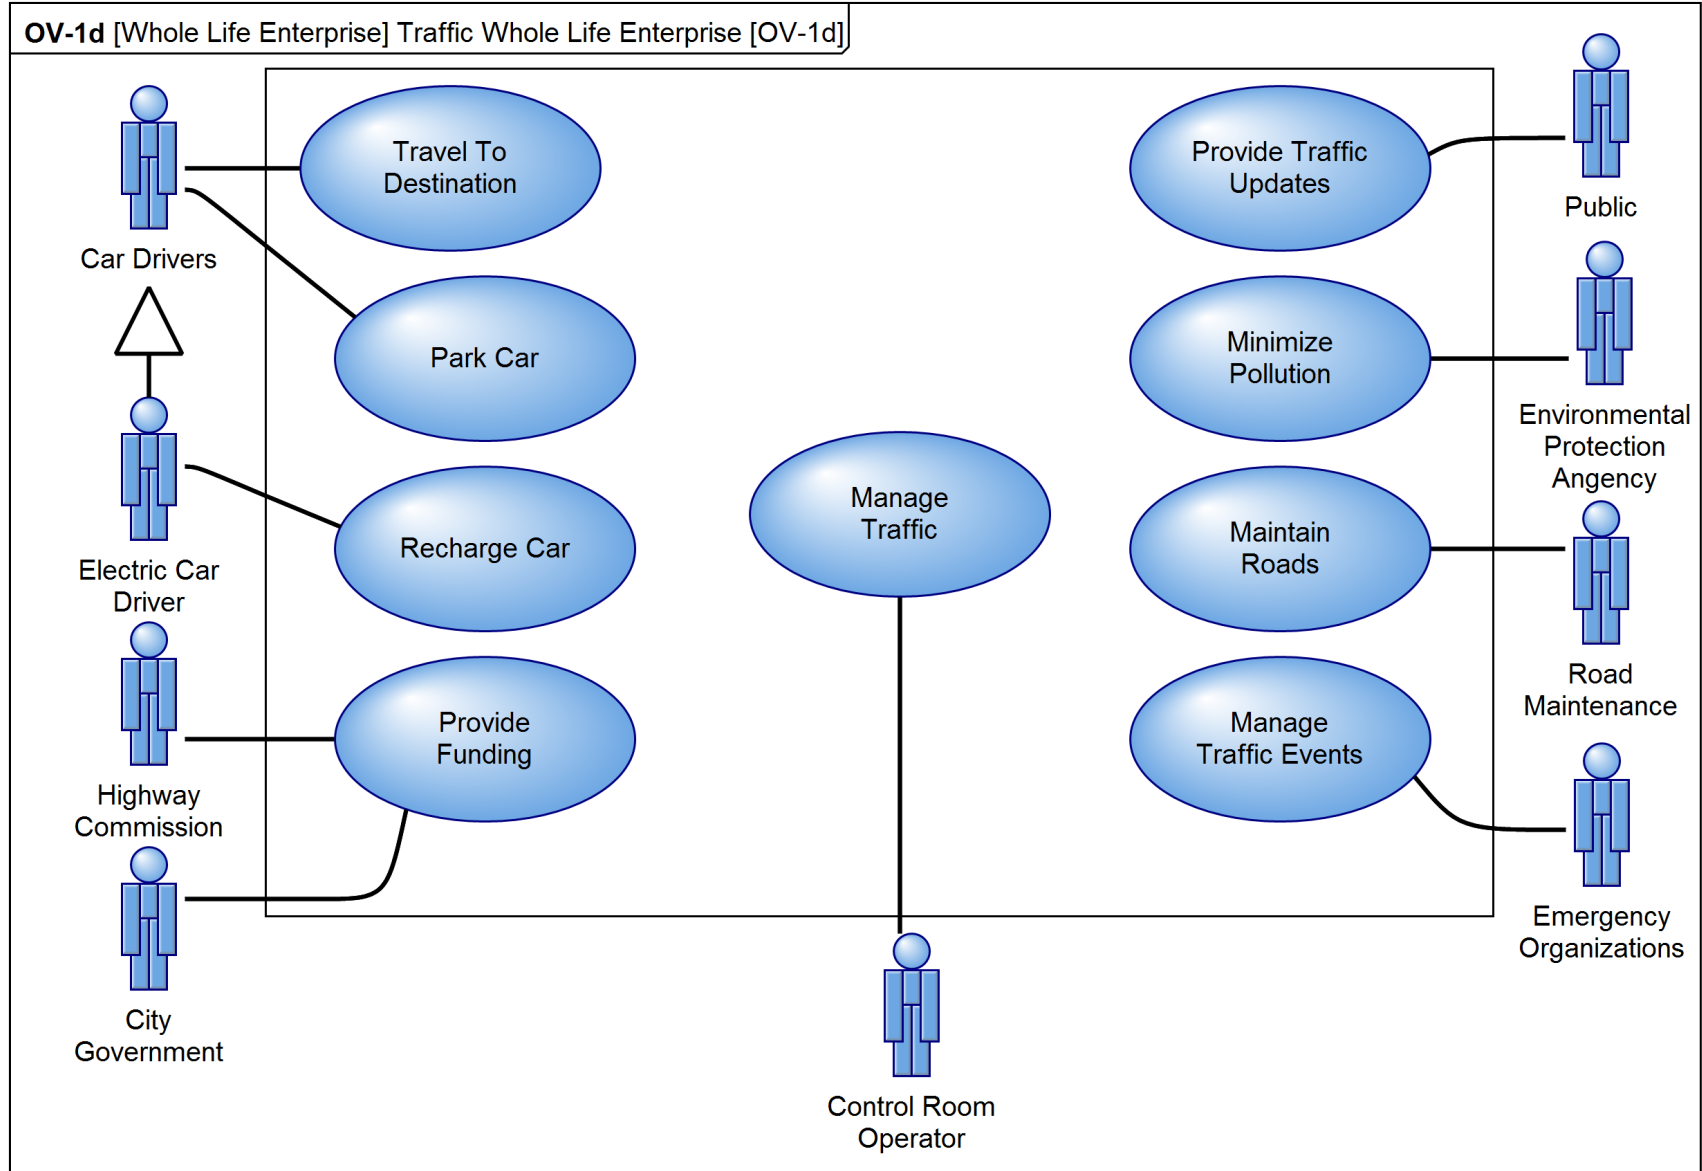 OV-1d [Whole Life Enterprise] Traffic Whole Life Enterprise [OV-1d]
Car Drivers
Electric Car
Driver
Highway
Commission
City
Government
Travel To
Destination
Park Car
Recharge Car
Provide
Funding
Manage
Traffic
Control Room
Operator
Provide Traffic
Updates
Minimize
Pollution
Maintain
Roads
Manage
Traffic Events
Public
Environmental
Protection
Angency
Road
Maintenance
Emergency
Organizations